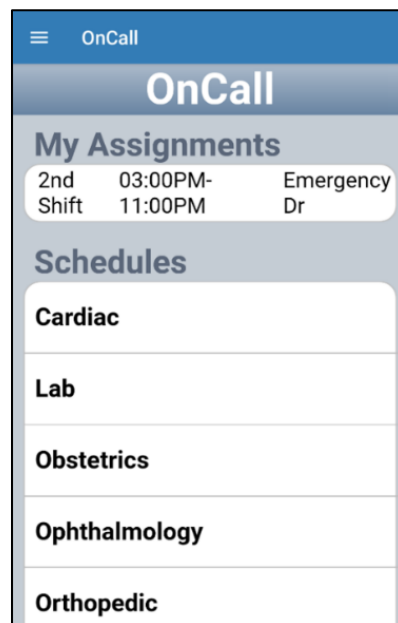 OnCall
OnCall
My Assignments
2nd Shift 03:00PM-11:00PM Emergency Dr
Schedules
Cardiac
Lab
Obstetrics
Ophthalmology
Orthopedic